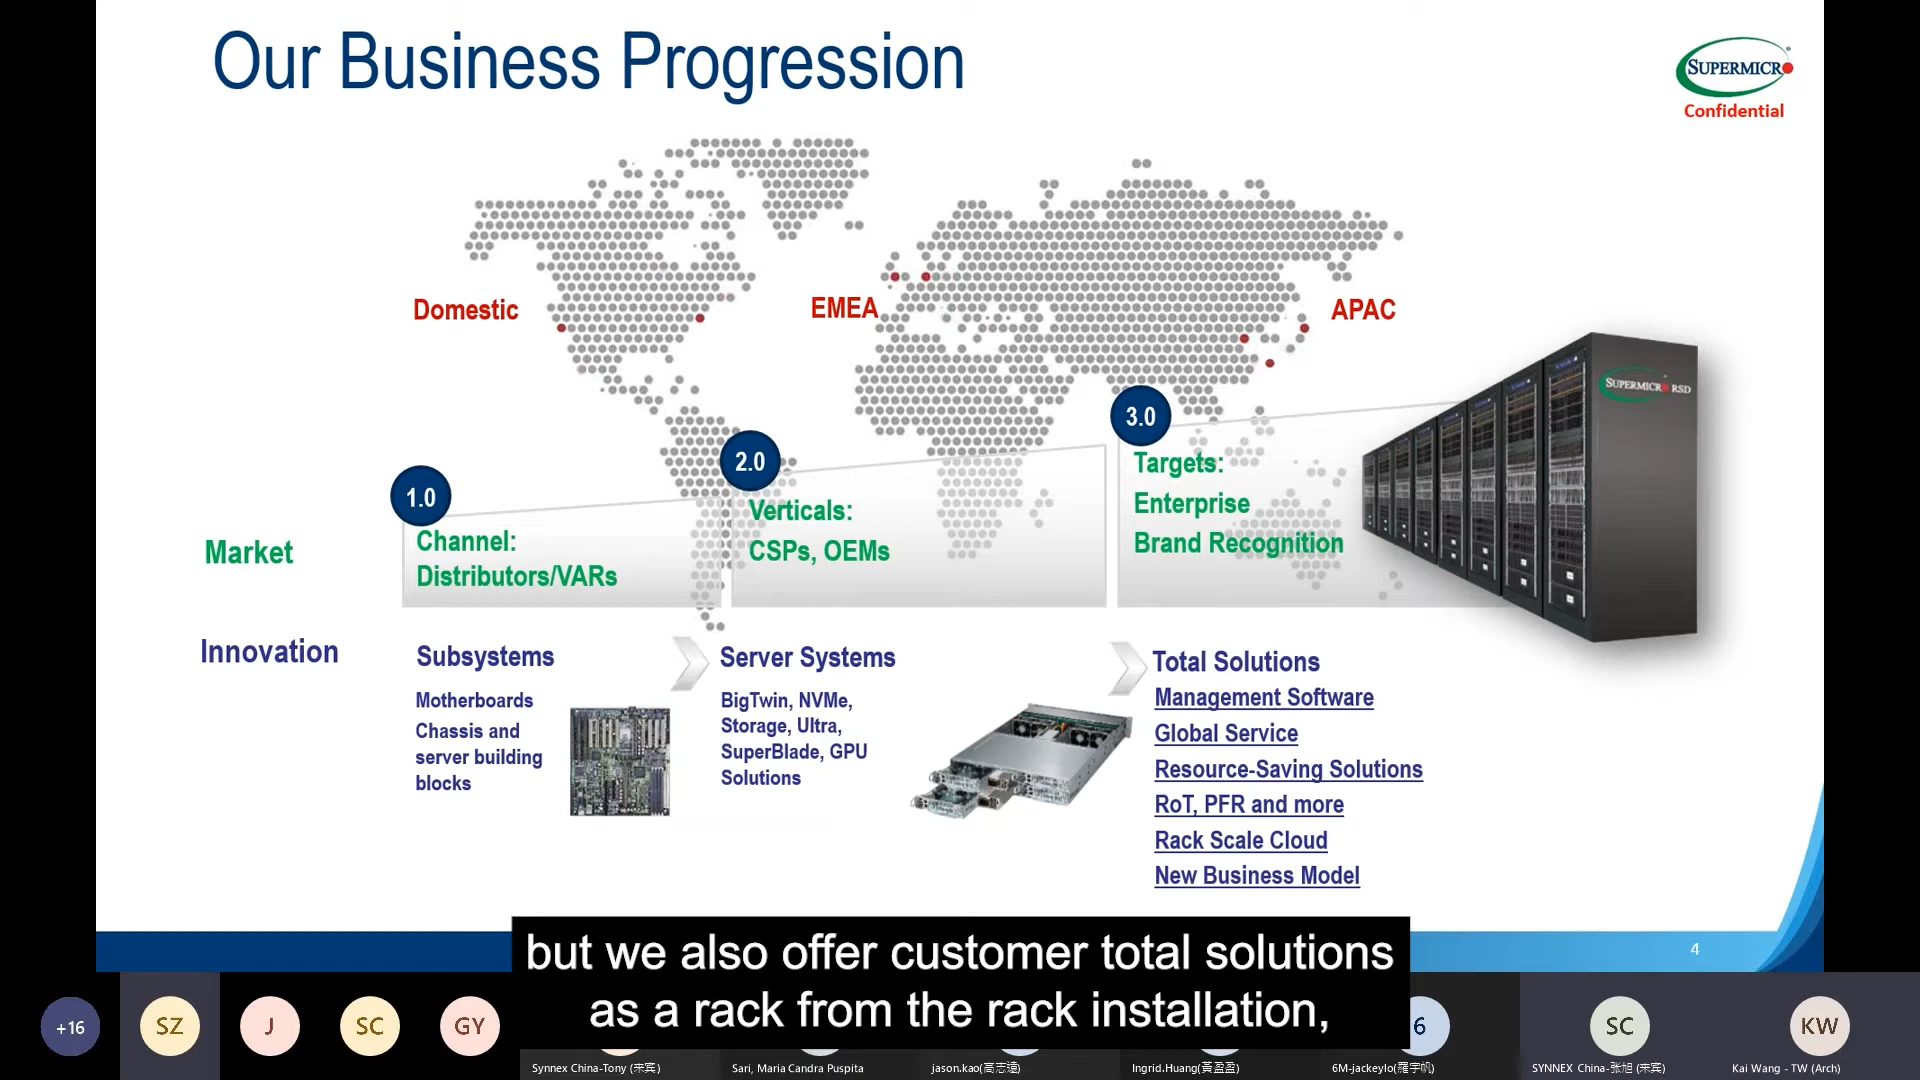 Our Business Progression
SUPERMICR
Confidential
Domestic
EMEA
APAC
SUPERMICR RSD
1.0
2.0
3.0
Market
Channel:
Distributors/VARs
Verticals:
CSPs, OEMs
Targets:
Enterprise
Brand Recognition
Innovation
Subsystems
Motherboards
Chassis and
server building
blocks
Server Systems
BigTwin, NVMe,
Storage, Ultra,
SuperBlade, GPU
Solutions
Total Solutions
Management Software
Global Service
Resource-Saving Solutions
RoT, PFR and more
Rack Scale Cloud
New Business Model
4
but we also offer customer total solutions
as a rack from the rack installation,
+16
SZ
J
SC
GY
6
SC
KW
Synnex China-Tony (宋宾)
Sari, Maria Candra Puspita
jason.kao(高志遠)
Ingrid.Huang(黃盈盈)
6M-jackeylo(羅宇帆)
SYNNEX China-张旭 (宋宾)
Kai Wang - TW (Arch)